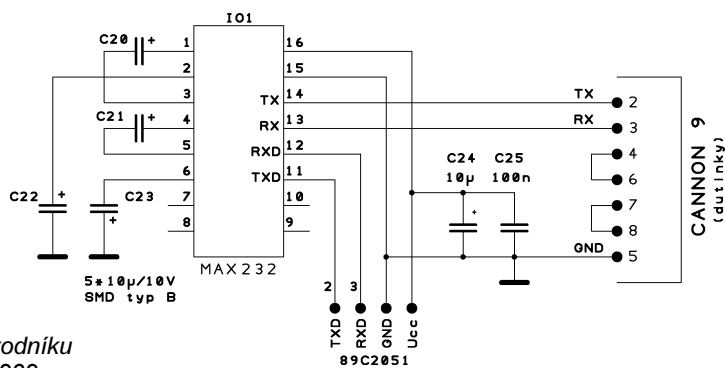 IO1
C20 +
1 16
2 15
3 TX 14
4 RX 13
5 RXD 12
6 TXD 11
7 10
8 9
C21 +
C22 +
C23 +
MAX232
5*10µ/10V
SMD typ B
C24
10µ
+
C25
100n
TX 2
RX 3
4
6
7
8
GND 5
CANNON 9
(dutinky)
2 3
TXD RXD GND Ucc
89C2051
odníku